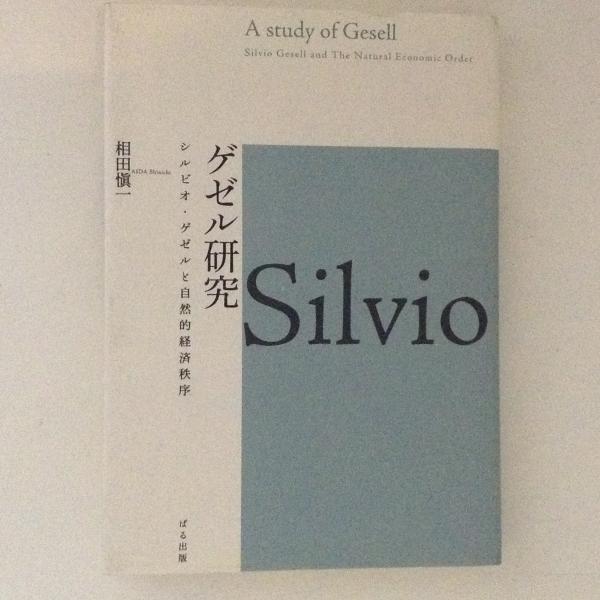 A study of Gesell
Silvio Gesell and The Natural Economic Order
ゲゼル研究
シルビオ・ゲゼルと自然的経済秩序
相田愼一
AIDA Shinichi
Silvio
ぱる出版